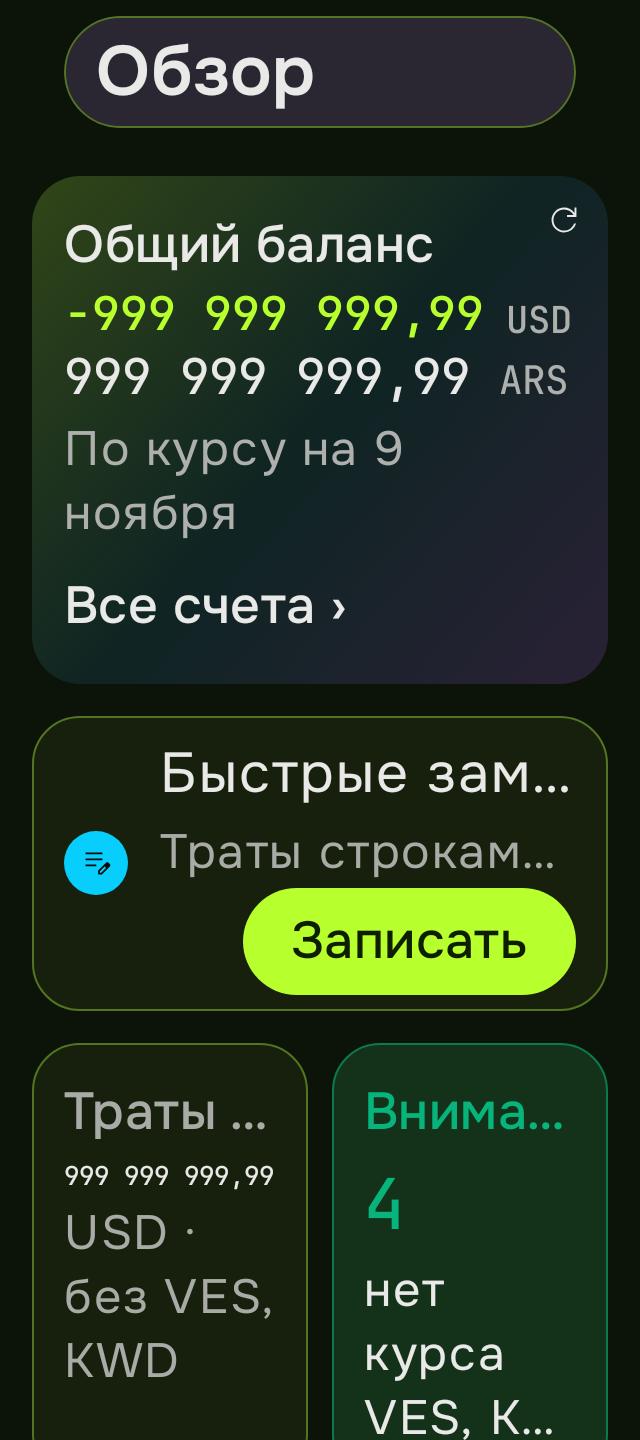 Обзор
Общий баланс
-999 999 999,99 USD
999 999 999,99 ARS
По курсу на 9
ноября
Все счета ›
Быстрые зам...
Траты строкам...
Записать
Траты ...
999 999 999,99
USD ·
без VES,
KWD
Внима...
4
нет
курса
VES, K...